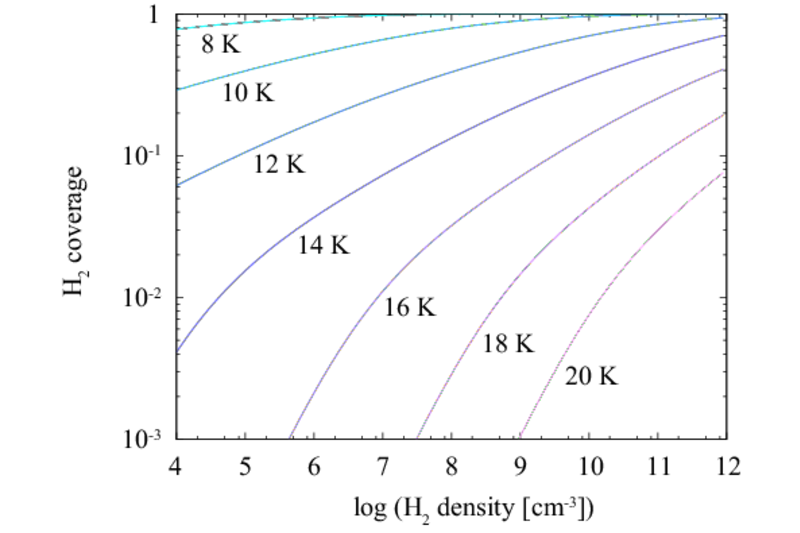 1
10⁻¹
10⁻²
10⁻³
H₂ coverage
8 K
10 K
12 K
14 K
16 K
18 K
20 K
4 5 6 7 8 9 10 11 12
log (H₂ density [cm⁻³])